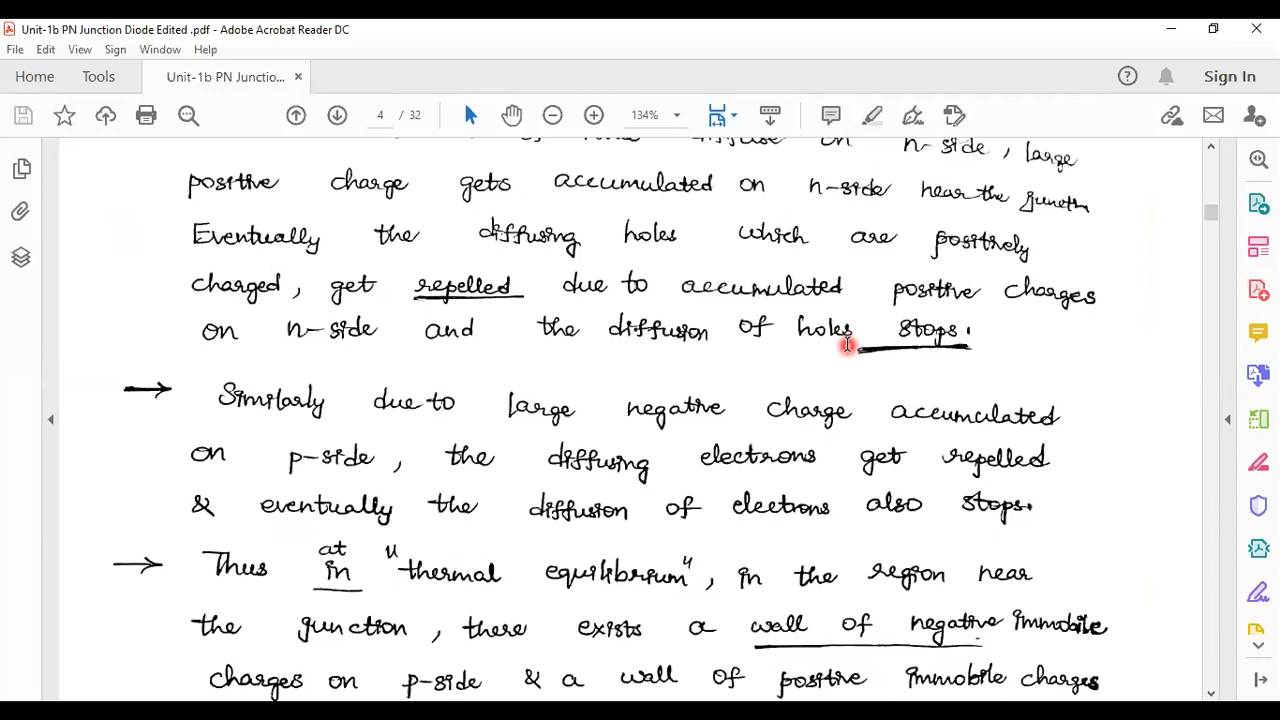 Unit-1b PN Junction Diode Edited .pdf - Adobe Acrobat Reader DC
File Edit View Sign Window Help
Home Tools Unit-1b PN Junctio... × Sign In
4 / 32 134%
diffuse on n-side, large
positive charge gets accumulated on n-side near the junctn
Eventually the diffusing holes which are positively
charged, get repelled due to accumulated positive charges
on n-side and the diffusion of holes stops.
→ Similarly due to large negative charge accumulated
on p-side, the diffusing electrons get repelled
& eventually the diffusion of electrons also stops.
at
→ Thus in "thermal equilibrium", in the region near
the junction, there exists a wall of negative immobile
charges on p-side & a wall of positive immobile charges